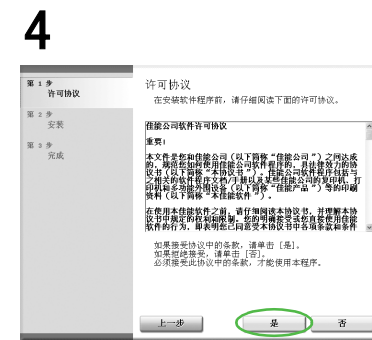 4
第 1 步
许可协议
第 2 步
安装
第 3 步
完成
许可协议
在安装软件程序前，请仔细阅读下面的许可协议。
佳能公司软件许可协议
重要!
本文件是您和佳能公司（以下简称“佳能公司”）之间达成
的、规范您如何使用佳能公司软件程序的、具法律效力的协
议书（以下简称“本协议书”）。佳能公司软件程序包括与
之相关的软件程序文档/手册以及某些佳能公司的复印机、打
印机和多功能外围设备（以下简称“佳能产品”）等的印刷
资料（以下简称“本佳能软件”）。
在使用本佳能软件之前，请仔细阅读本协议书，并理解本协
议书中规定的权利和限制。您的明确接受或您直接使用佳能
软件的行为，即表明您已同意受本协议书中各项条款和条件
如果接受协议中的条款，请单击 [是]。
如果拒绝接受，请单击 [否]。
必须接受此协议中的条款，才能使用本程序。
上一步
是
否